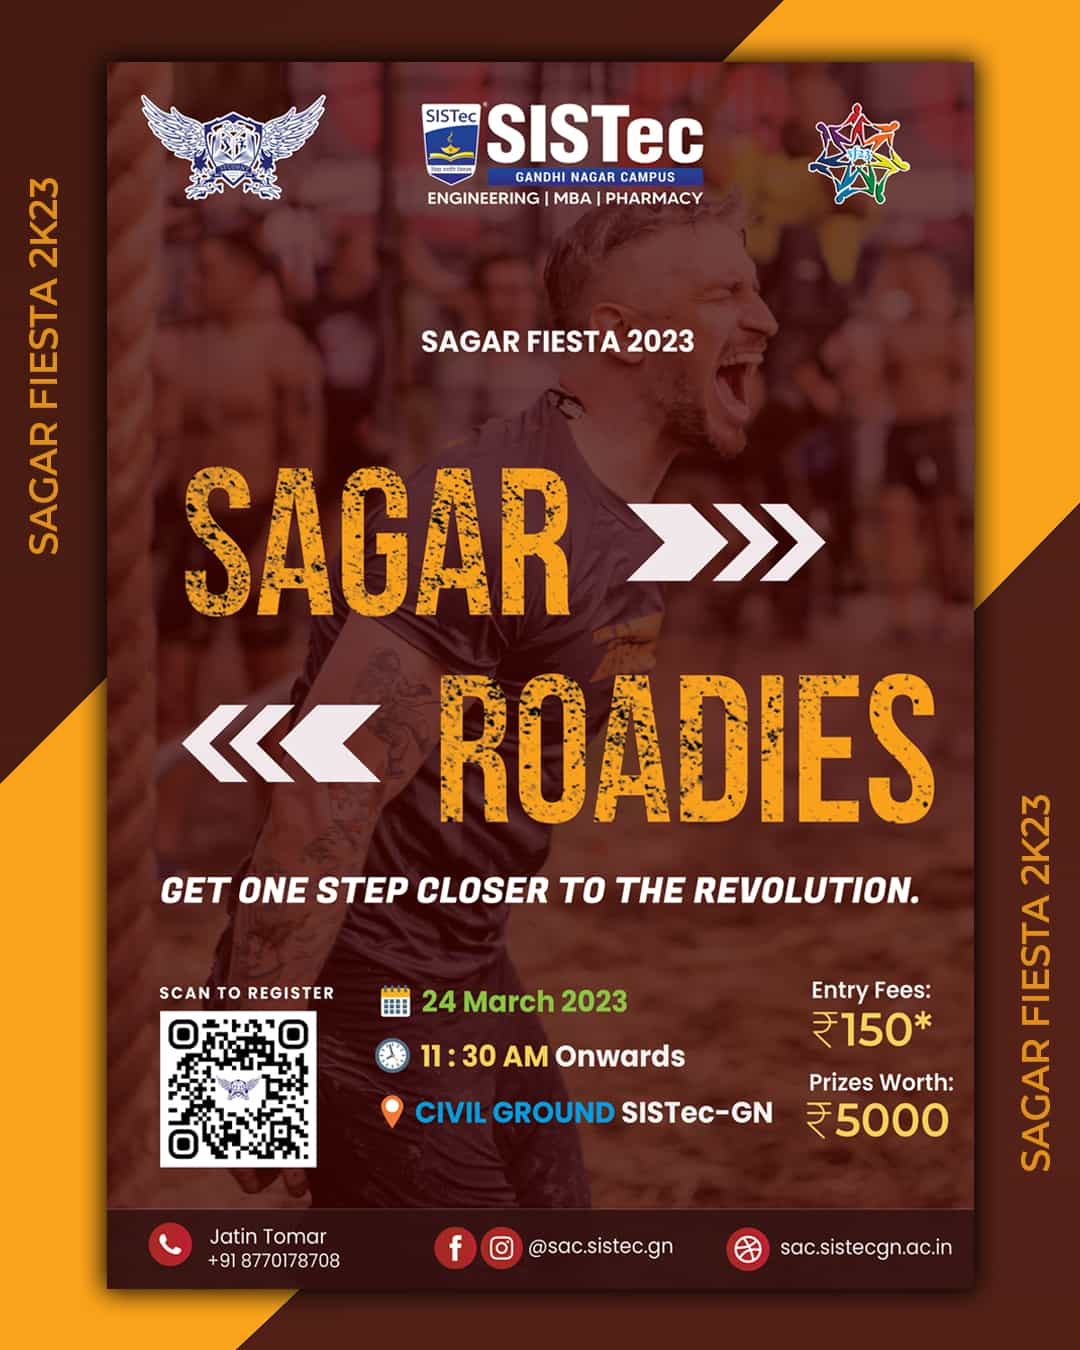 SISTec
SISTec
GANDHI NAGAR CAMPUS
ENGINEERING | MBA | PHARMACY
SAGAR FIESTA 2K23
SAGAR FIESTA 2023
SAGAR
ROADIES
GET ONE STEP CLOSER TO THE REVOLUTION.
SCAN TO REGISTER
24 March 2023
11 : 30 AM Onwards
CIVIL GROUND SISTec-GN
Entry Fees:
₹150*
Prizes Worth:
₹5000
SAGAR FIESTA 2K23
Jatin Tomar
+91 8770178708
@sac.sistec.gn
sac.sistecgn.ac.in